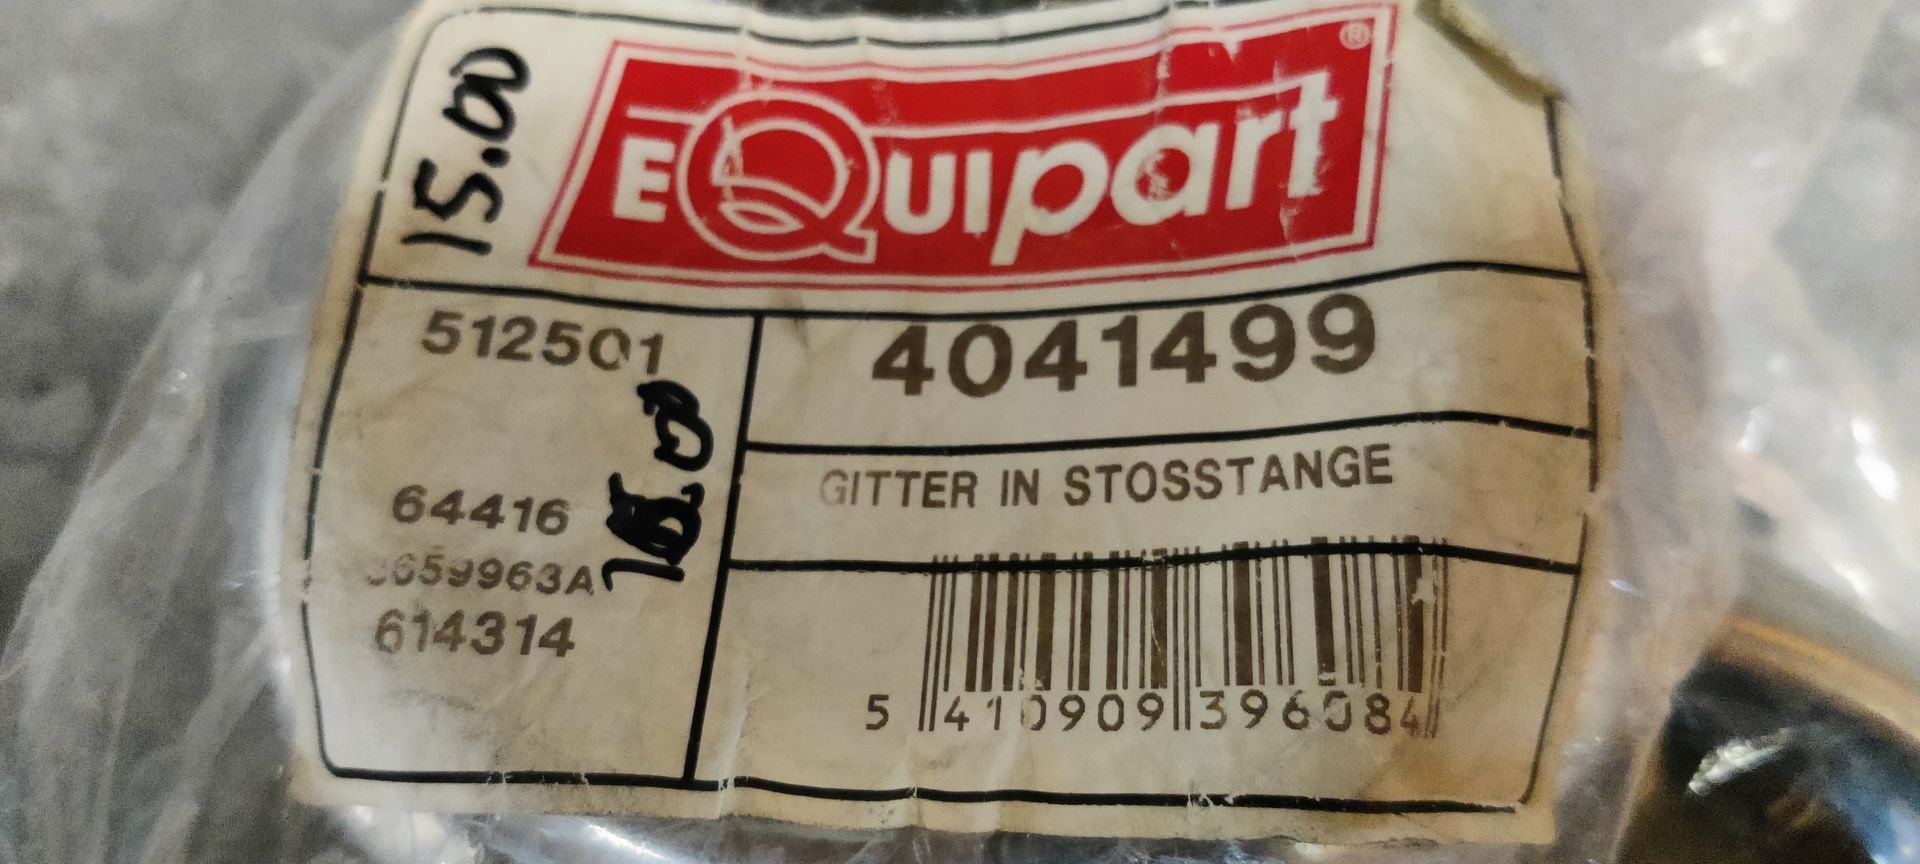 15.00
EQuipart®
512501
4041499
GITTER IN STOSSTANGE
64416
614314
5 410909 396084